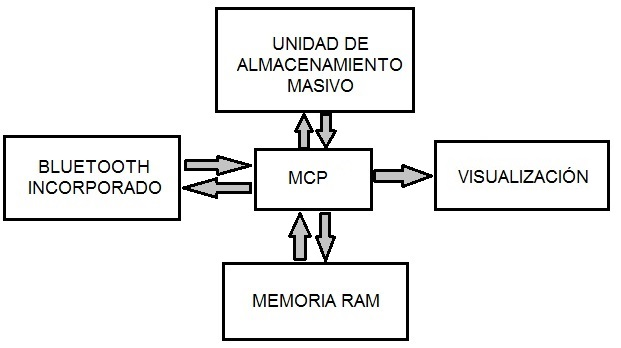 UNIDAD DE
ALMACENAMIENTO
MASIVO
BLUETOOTH
INCORPORADO
MCP
VISUALIZACIÓN
MEMORIA RAM